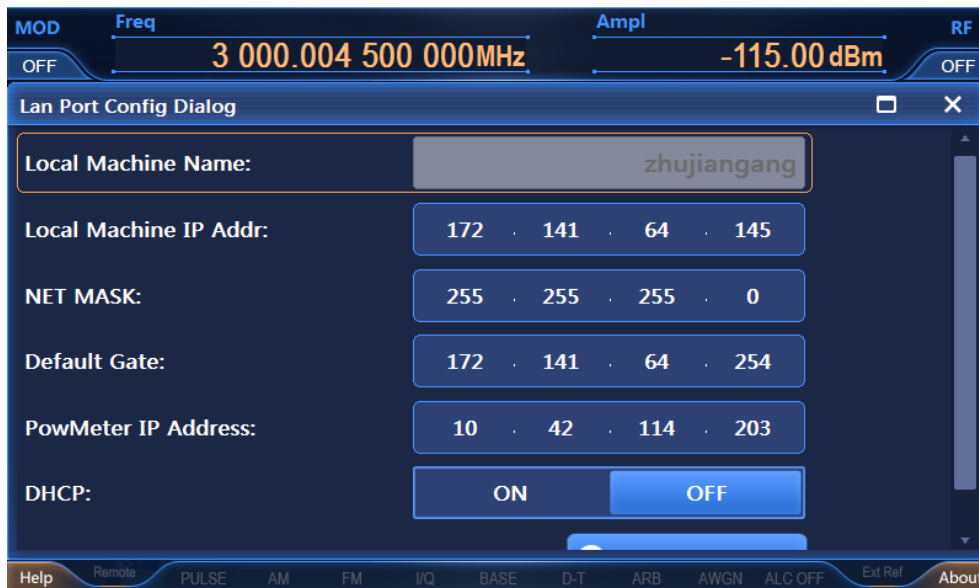 MOD Freq Ampl RF
OFF 3 000.004 500 000MHz -115.00 dBm OFF
Lan Port Config Dialog
Local Machine Name: zhujiangang
Local Machine IP Addr: 172 . 141 . 64 . 145
NET MASK: 255 . 255 . 255 . 0
Default Gate: 172 . 141 . 64 . 254
PowMeter IP Address: 10 . 42 . 114 . 203
DHCP: ON OFF
Help Remote PULSE AM FM I/Q BASE D-T ARB AWGN ALC OFF Ext Ref Abou